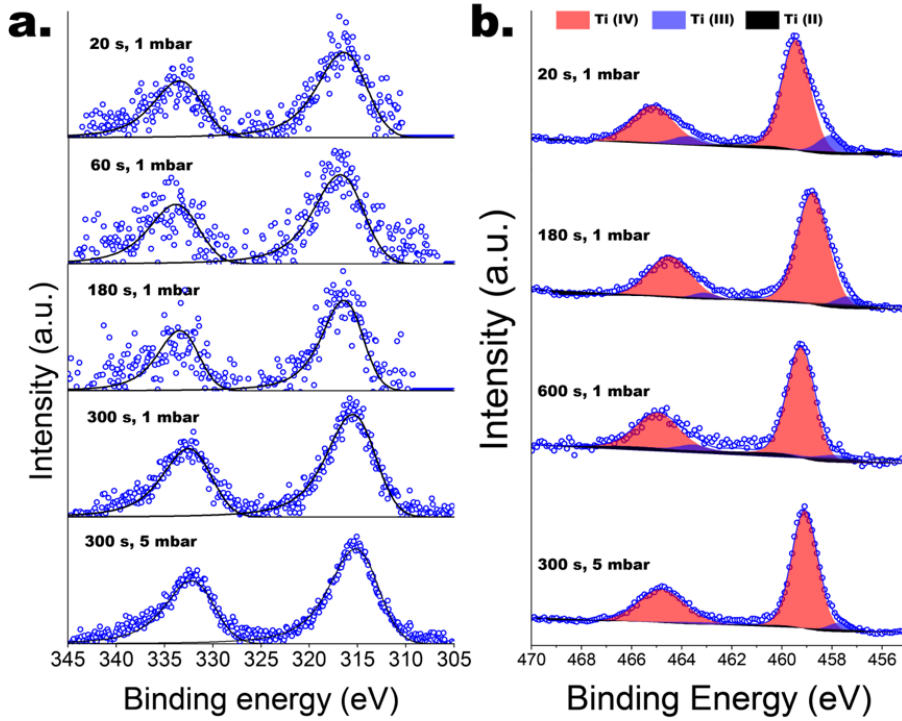 a.
Intensity (a.u.)
20 s, 1 mbar
60 s, 1 mbar
180 s, 1 mbar
300 s, 1 mbar
300 s, 5 mbar
345 340 335 330 325 320 315 310 305
Binding energy (eV)
b.
Ti (IV) Ti (III) Ti (II)
Intensity (a.u.)
20 s, 1 mbar
180 s, 1 mbar
600 s, 1 mbar
300 s, 5 mbar
470 468 466 464 462 460 458 456
Binding Energy (eV)